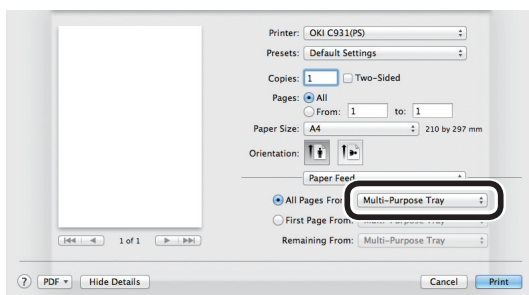 Printer: OKI C931(PS)
Presets: Default Settings
Copies: 1 Two-Sided
Pages: All
From: 1 to: 1
Paper Size: A4 210 by 297 mm
Orientation:
Paper Feed
All Pages From: Multi-Purpose Tray
First Page From: Multi-Purpose Tray
1 of 1 Remaining From: Multi-Purpose Tray
? PDF Hide Details Cancel Print